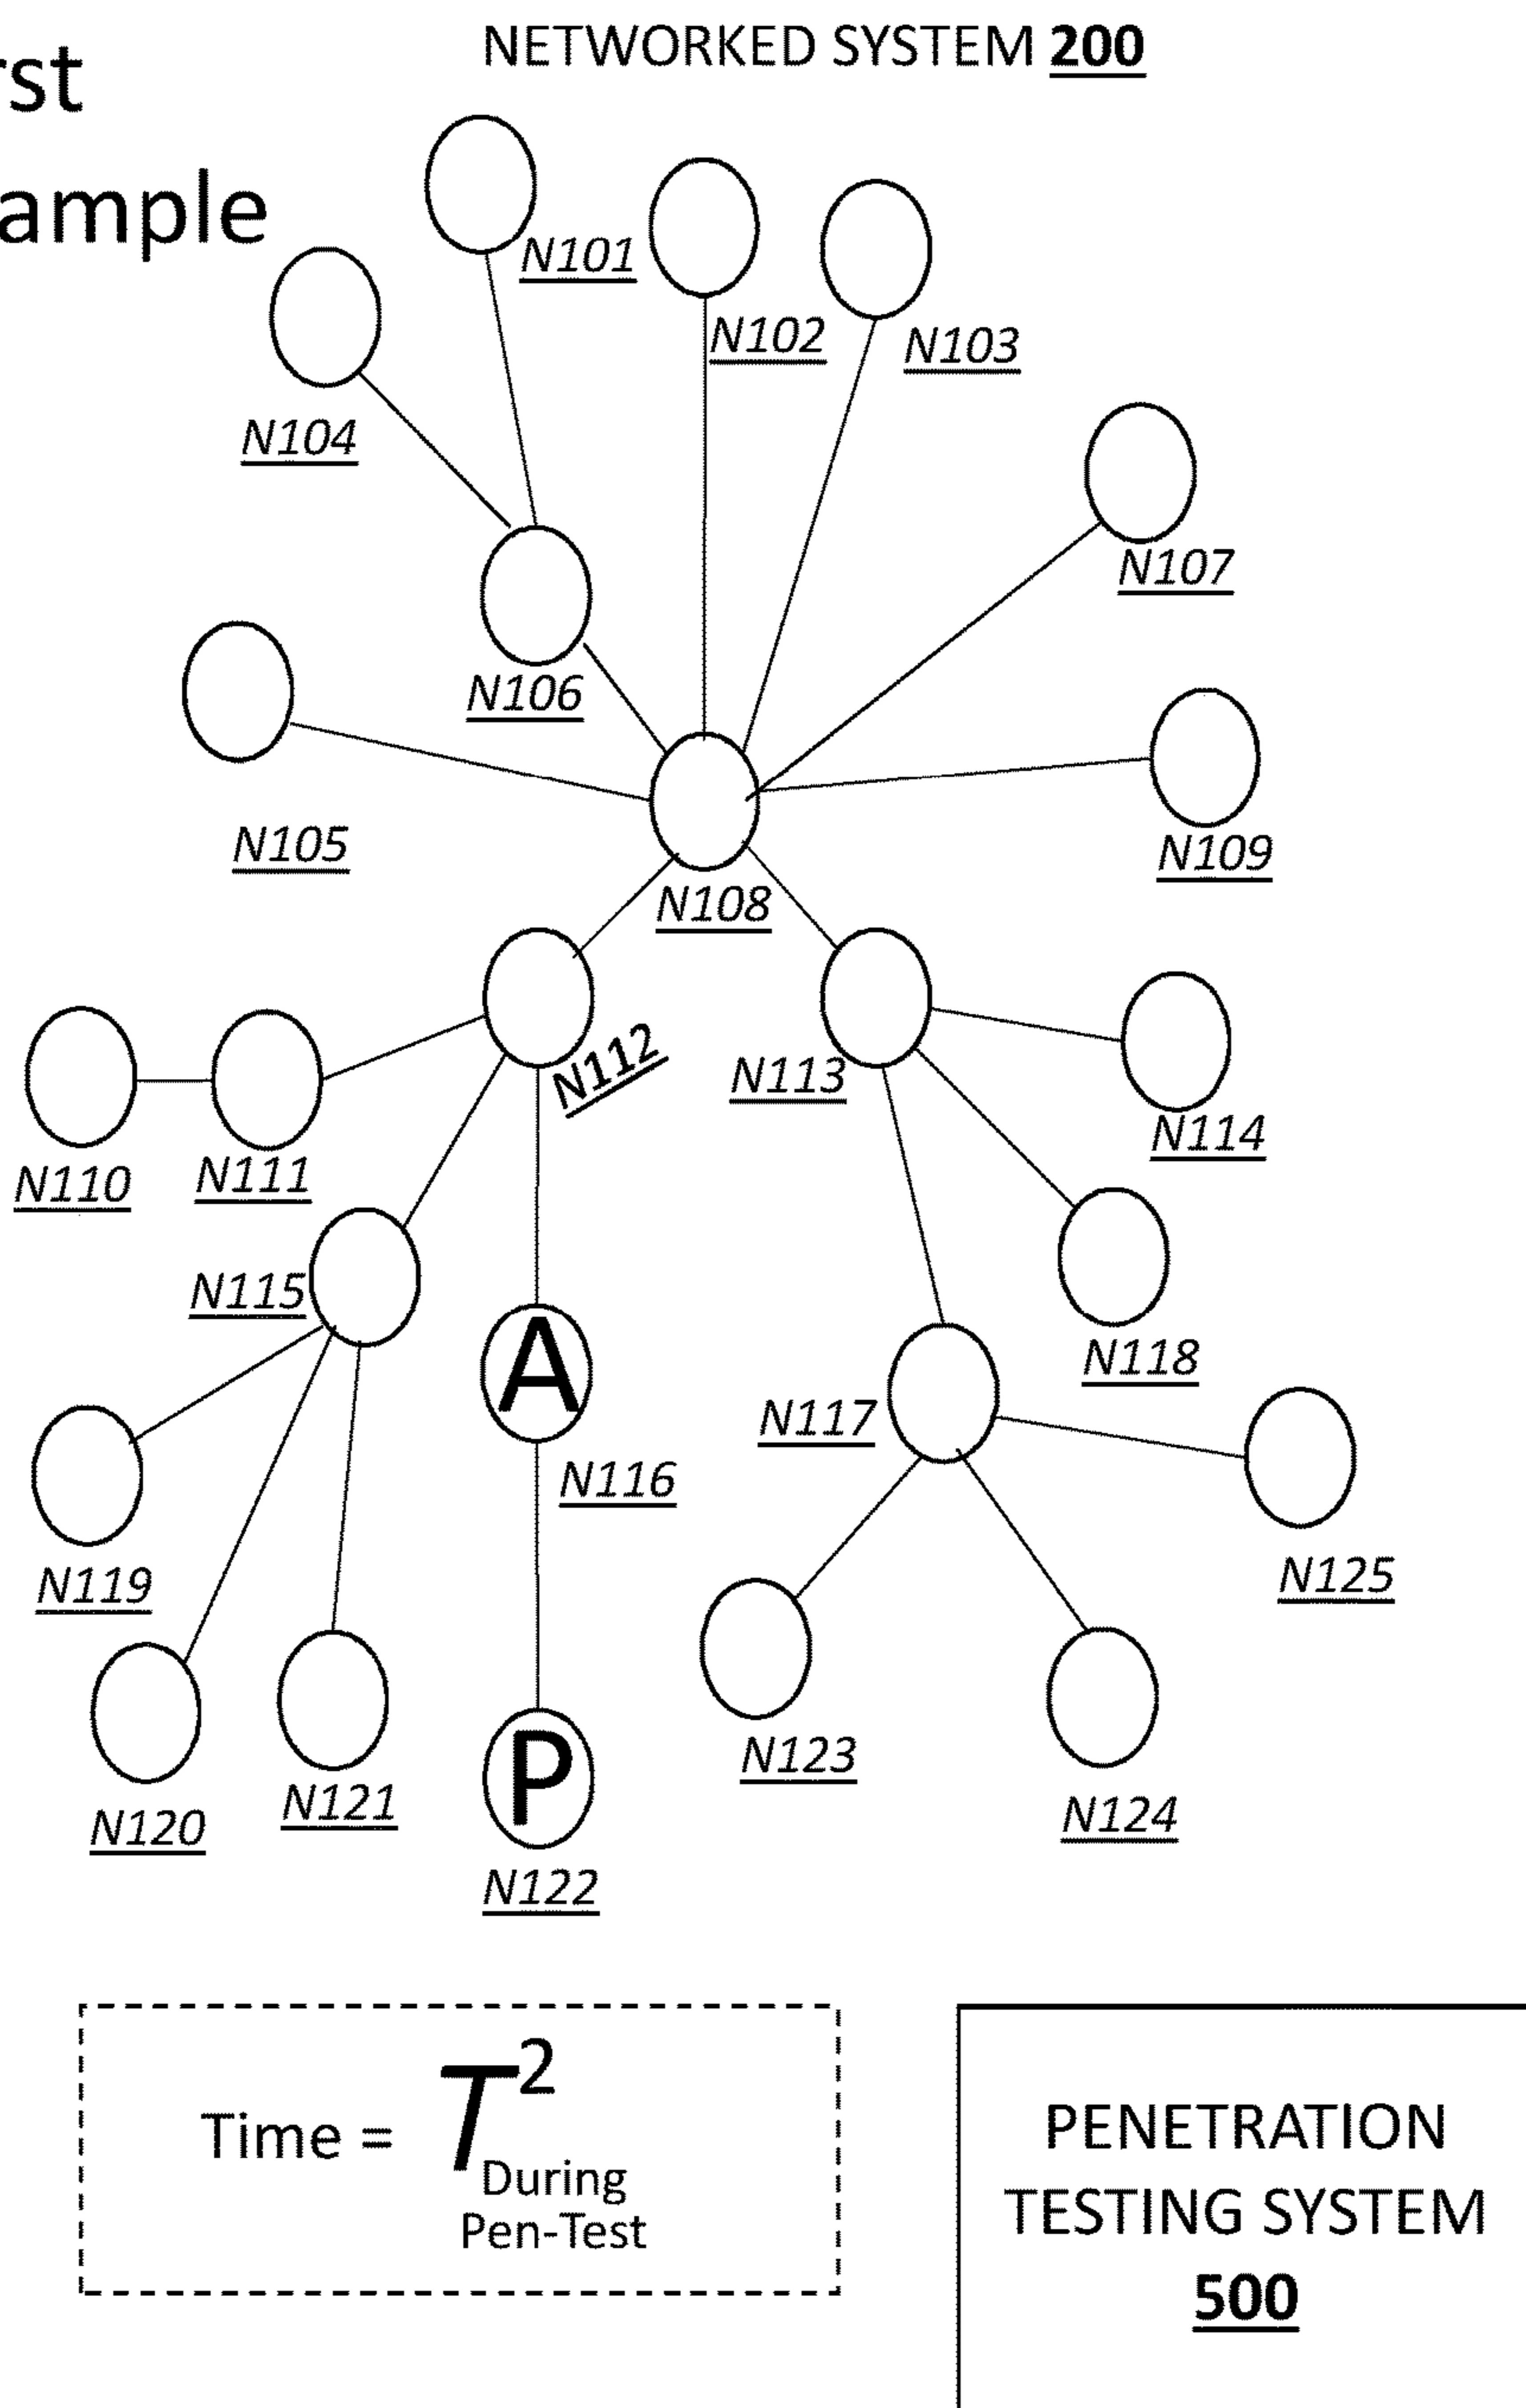 NETWORKED SYSTEM 200
rst
ample
N101
N102
N103
N104
N107
N106
N105
N109
N108
N112
N113
N114
N110
N111
N115
A
N118
N117
N116
N125
N119
P
N123
N121
N124
N120
N122
Time = T2
During
Pen-Test
PENETRATION
TESTING SYSTEM
500